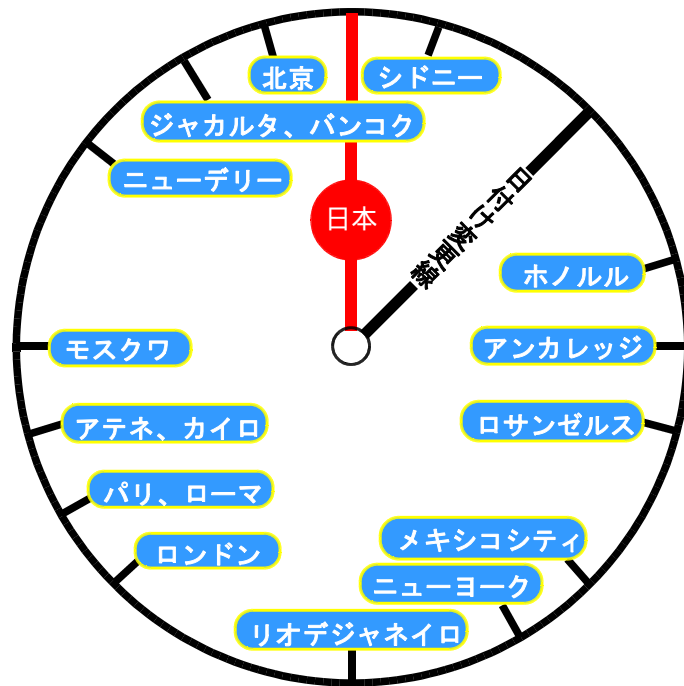 北京
シドニー
ジャカルタ、バンコク
ニューデリー
日本
日付け変更線
ホノルル
モスクワ
アンカレッジ
アテネ、カイロ
ロサンゼルス
パリ、ローマ
ロンドン
メキシコシティ
ニューヨーク
リオデジャネイロ